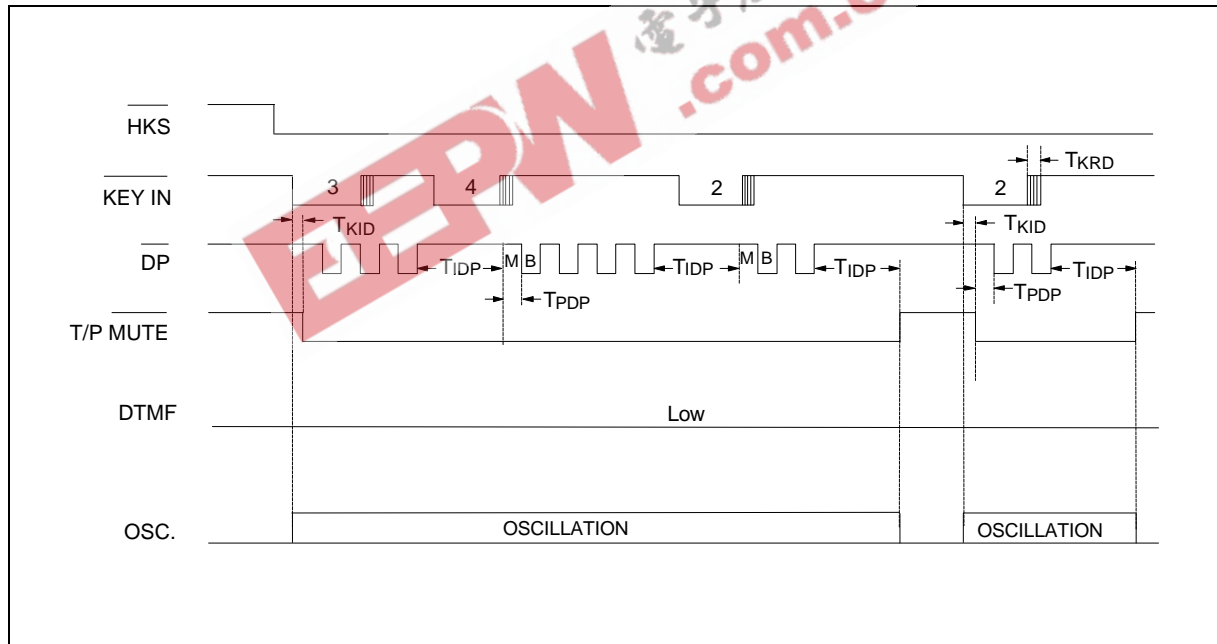 EEPW
.com.c
HKS
KEY IN
3
4
2
2
TKRD
TKID
TKID
DP
TIDP
M
B
TIDP
M
B
TIDP
TIDP
TPDP
TPDP
T/P MUTE
DTMF
Low
OSC.
OSCILLATION
OSCILLATION